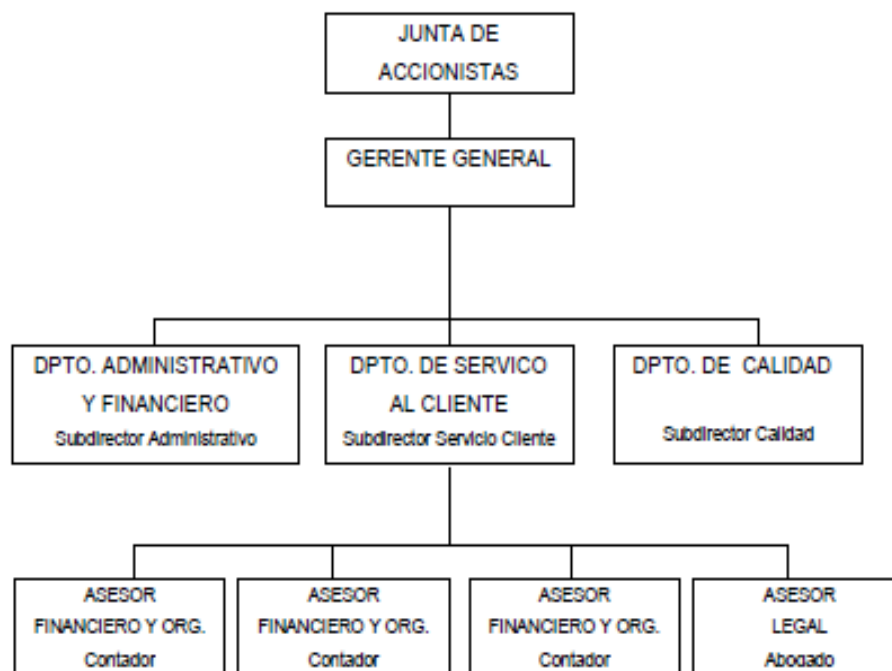 JUNTA DE
ACCIONISTAS
GERENTE GENERAL
DPTO. ADMINISTRATIVO
Y FINANCIERO
Subdirector Administrativo
DPTO. DE SERVICO
AL CLIENTE
Subdirector Servicio Cliente
DPTO. DE CALIDAD
Subdirector Calidad
ASESOR
FINANCIERO Y ORG.
Contador
ASESOR
FINANCIERO Y ORG.
Contador
ASESOR
FINANCIERO Y ORG.
Contador
ASESOR
LEGAL
Abogado